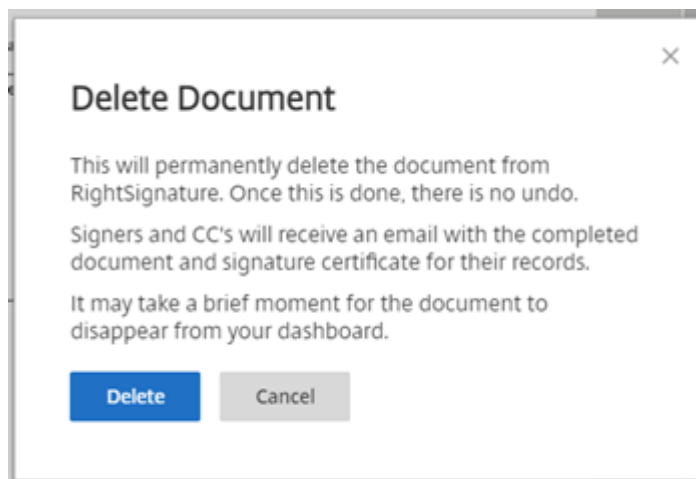 Delete Document
This will permanently delete the document from
RightSignature. Once this is done, there is no undo.
Signers and CC's will receive an email with the completed
document and signature certificate for their records.
It may take a brief moment for the document to
disappear from your dashboard.
Delete
Cancel